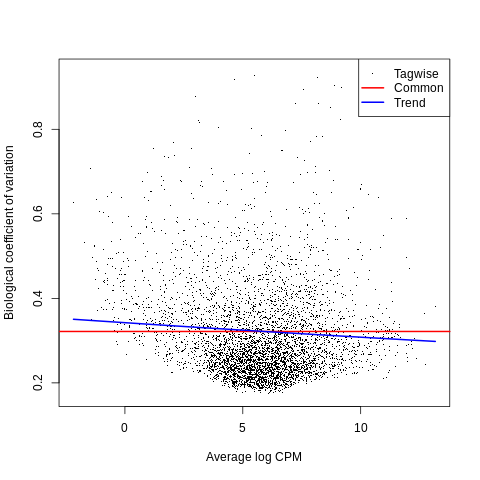 Tagwise
Common
Trend
Biological coefficient of variation
0.8
0.6
0.4
0.2
0 5 10
Average log CPM